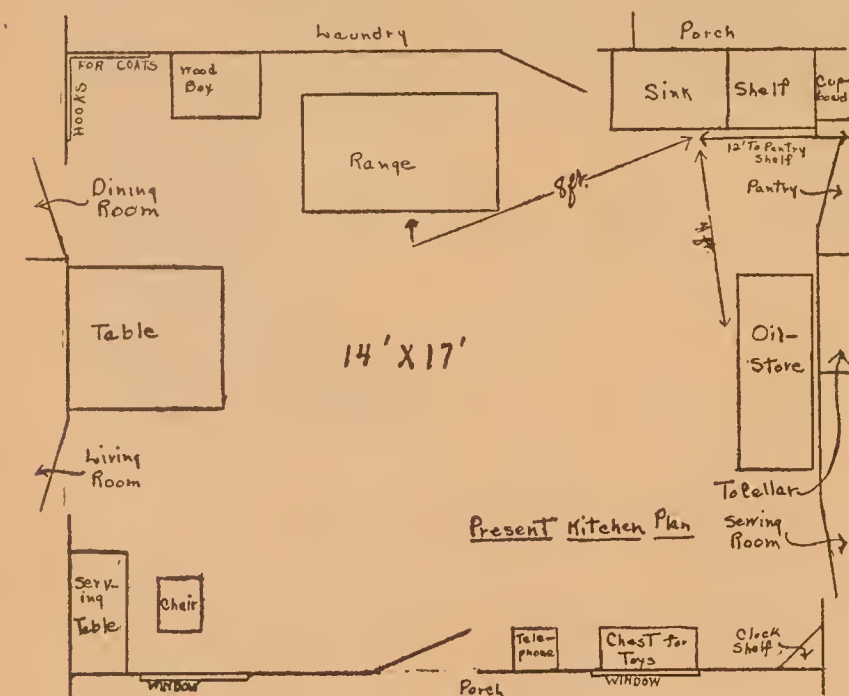 Laundry
Porch
FOR COATS
HOOKS
Wood
Box
Range
Sink
Shelf
Cup-
board
12' To Pantry
Shelf
8ft.
Pantry
Dining
Room
Table
14' X 17'
Oil-
Store
Living
Room
To Cellar
Present Kitchen Plan
Sewing
Room
Serv-
ing
Table
Chair
Tele-
phone
Chest for
Toys
Clock
Shelf
WINDOW
Porch
WINDOW